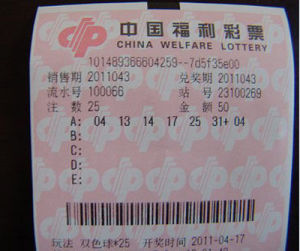 中国福利彩票
CHINA WELFARE LOTTERY
101489366604259--7d5f35e00
销售期 2011043 兑奖期 2011043
流水号 100066 站 号 23100269
注 数 25 金 额 50
A: 04 13 14 17 25 31+04
B:
C:
D:
E:
玩法 双色球*25 开奖时间 2011-04-17